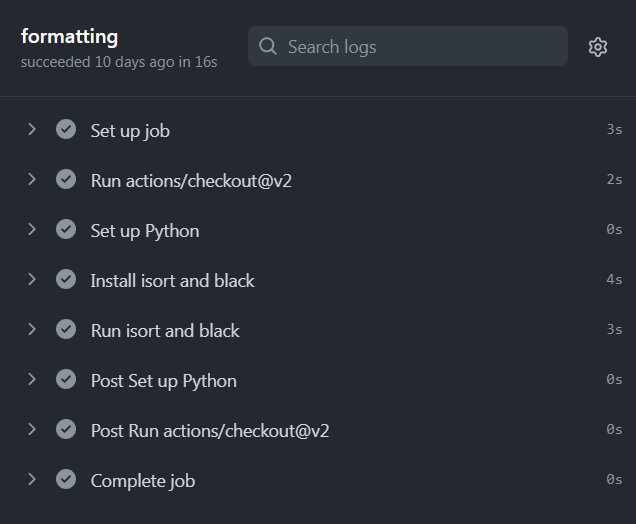 formatting
succeeded 10 days ago in 16s
Search logs
Set up job 3s
Run actions/checkout@v2 2s
Set up Python 0s
Install isort and black 4s
Run isort and black 3s
Post Set up Python 0s
Post Run actions/checkout@v2 0s
Complete job 0s